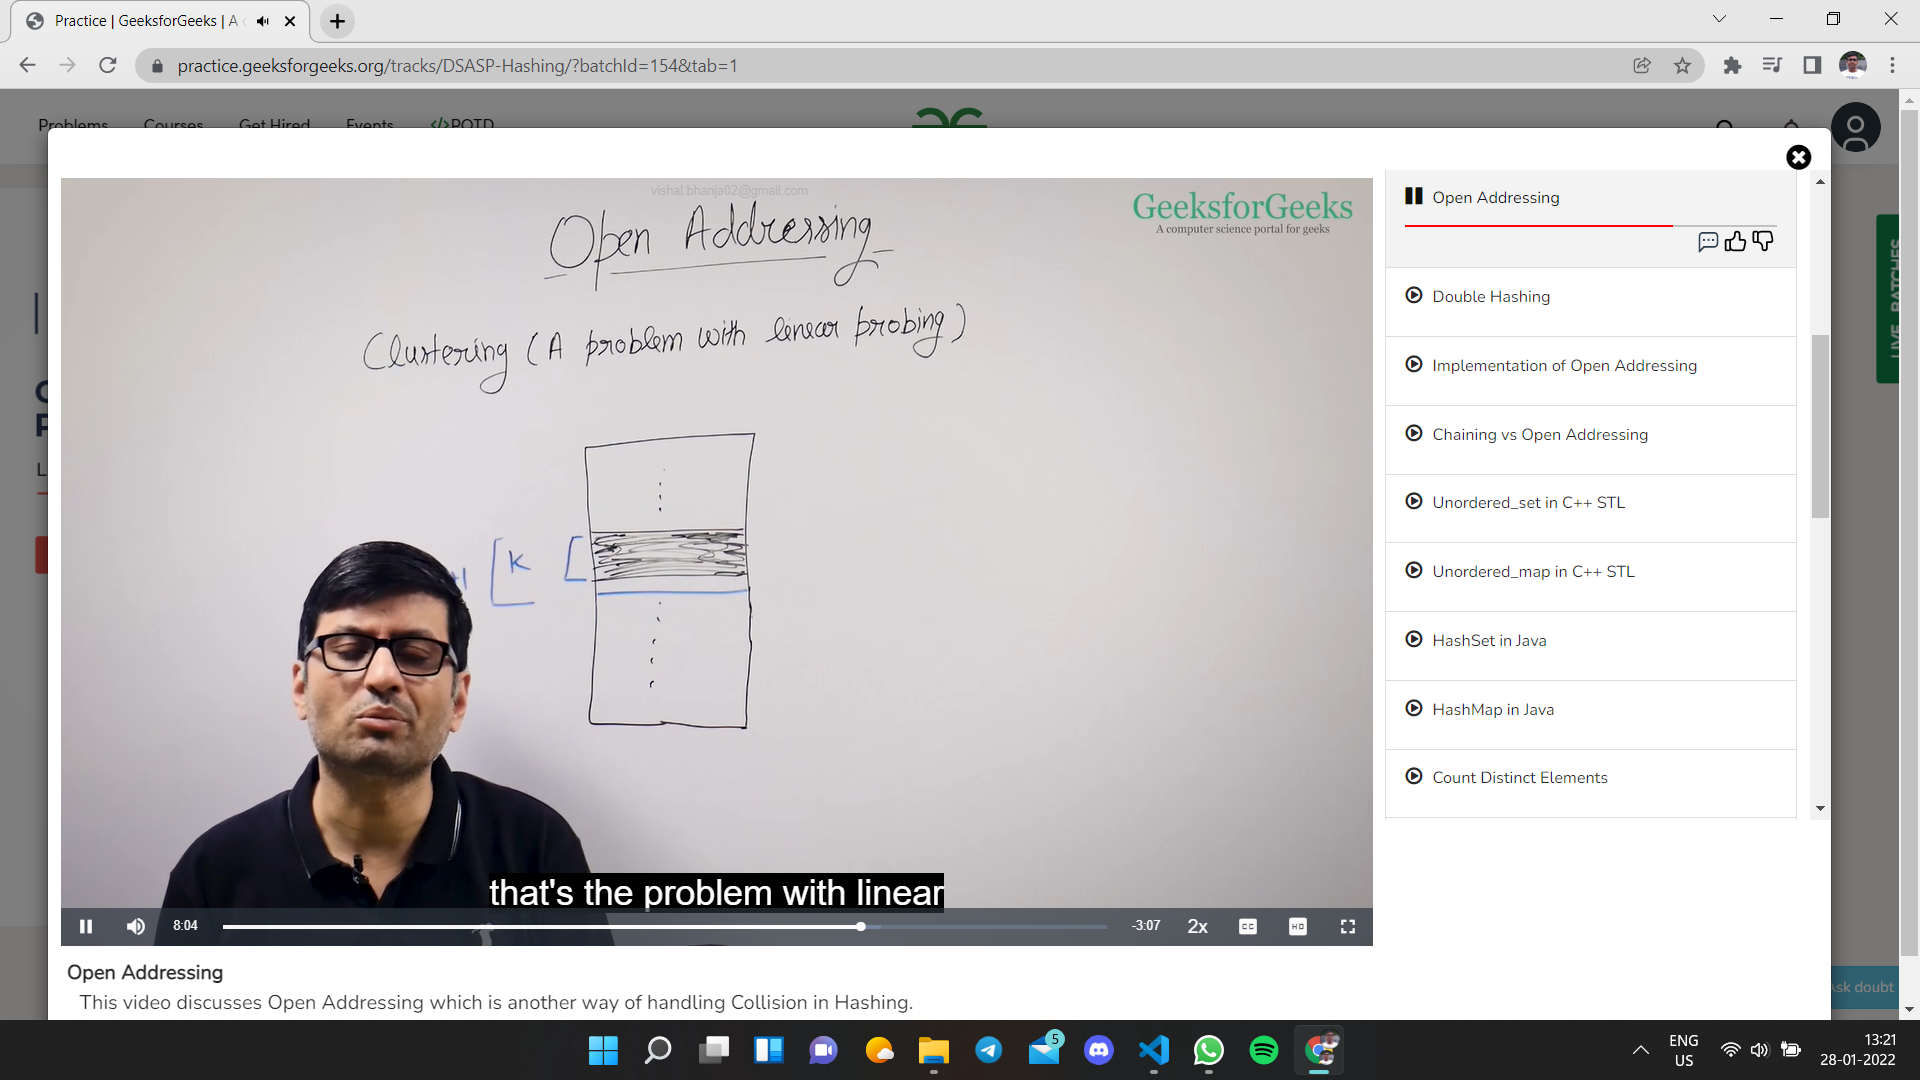 Practice | GeeksforGeeks | A
practice.geeksforgeeks.org/tracks/DSASP-Hashing/?batchId=154&tab=1
Problems Courses Get Hired Events </>POTD
vishal.bhanja02@gmail.com
GeeksforGeeks
A computer science portal for geeks
Open Addressing
Clustering (A problem with linear probing)
K
that's the problem with linear
8:04
-3:07 2x CC HD
Open Addressing
This video discusses Open Addressing which is another way of handling Collision in Hashing.
Open Addressing
Double Hashing
Implementation of Open Addressing
Chaining vs Open Addressing
Unordered_set in C++ STL
Unordered_map in C++ STL
HashSet in Java
HashMap in Java
Count Distinct Elements
LIVE BATCHES
Ask doubt
5
ENG
US
13:21
28-01-2022